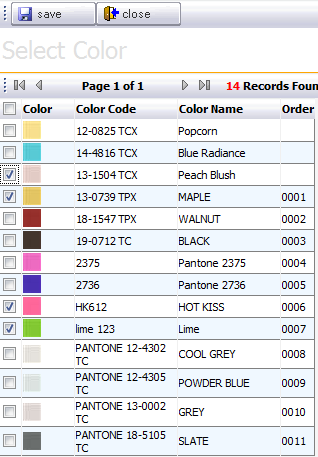 save close
Select Color
Page 1 of 1 14 Records Foun
Color Color Code Color Name Order
12-0825 TCX Popcorn
14-4816 TCX Blue Radiance
13-1504 TCX Peach Blush
13-0739 TPX MAPLE 0001
18-1547 TPX WALNUT 0002
19-0712 TC BLACK 0003
2375 Pantone 2375 0004
2736 Pantone 2736 0005
HK612 HOT KISS 0006
lime 123 Lime 0007
PANTONE 12-4302
TC COOL GREY 0008
PANTONE 12-4305
TC POWDER BLUE 0009
PANTONE 13-0002
TC GREY 0010
PANTONE 18-5105
TC SLATE 0011